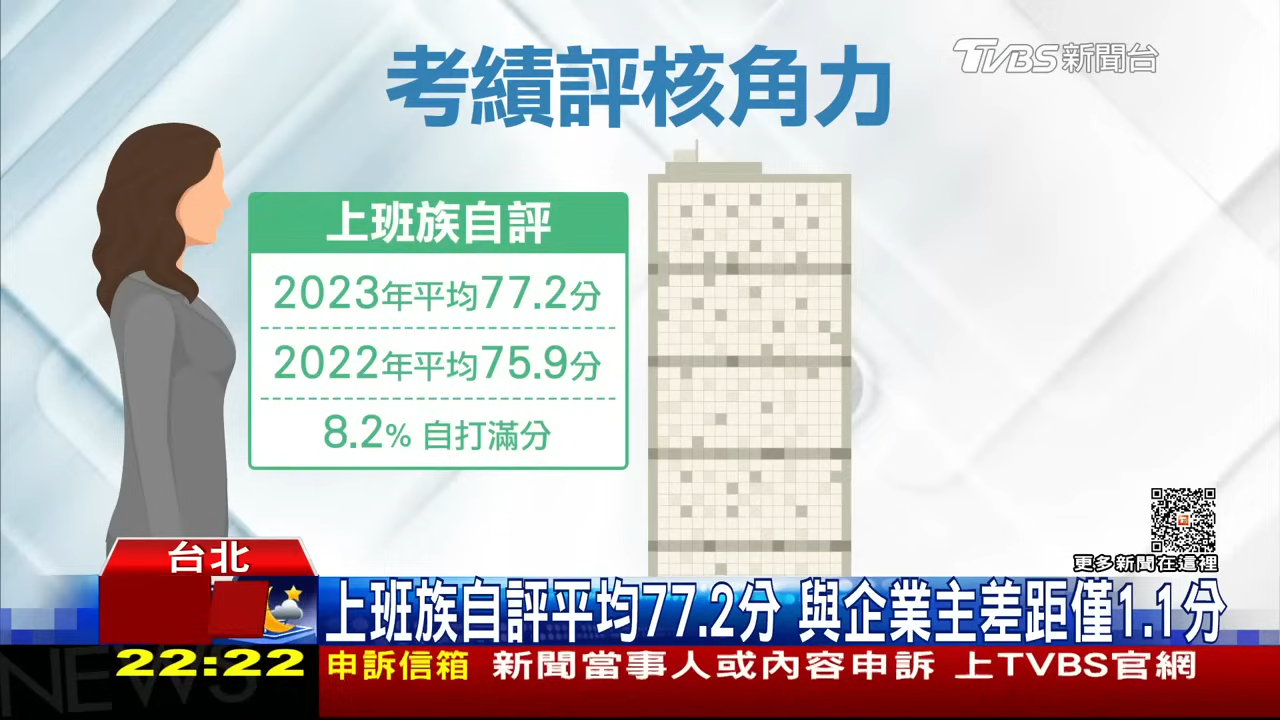 考績評核角力
TVBS新聞台
上班族自評
2023年平均77.2分
2022年平均75.9分
8.2% 自打滿分
更多新聞在這裡
台北
上班族自評平均77.2分 與企業主差距僅1.1分
NEWS
22:22
申訴信箱 新聞當事人或內容申訴 上TVBS官網